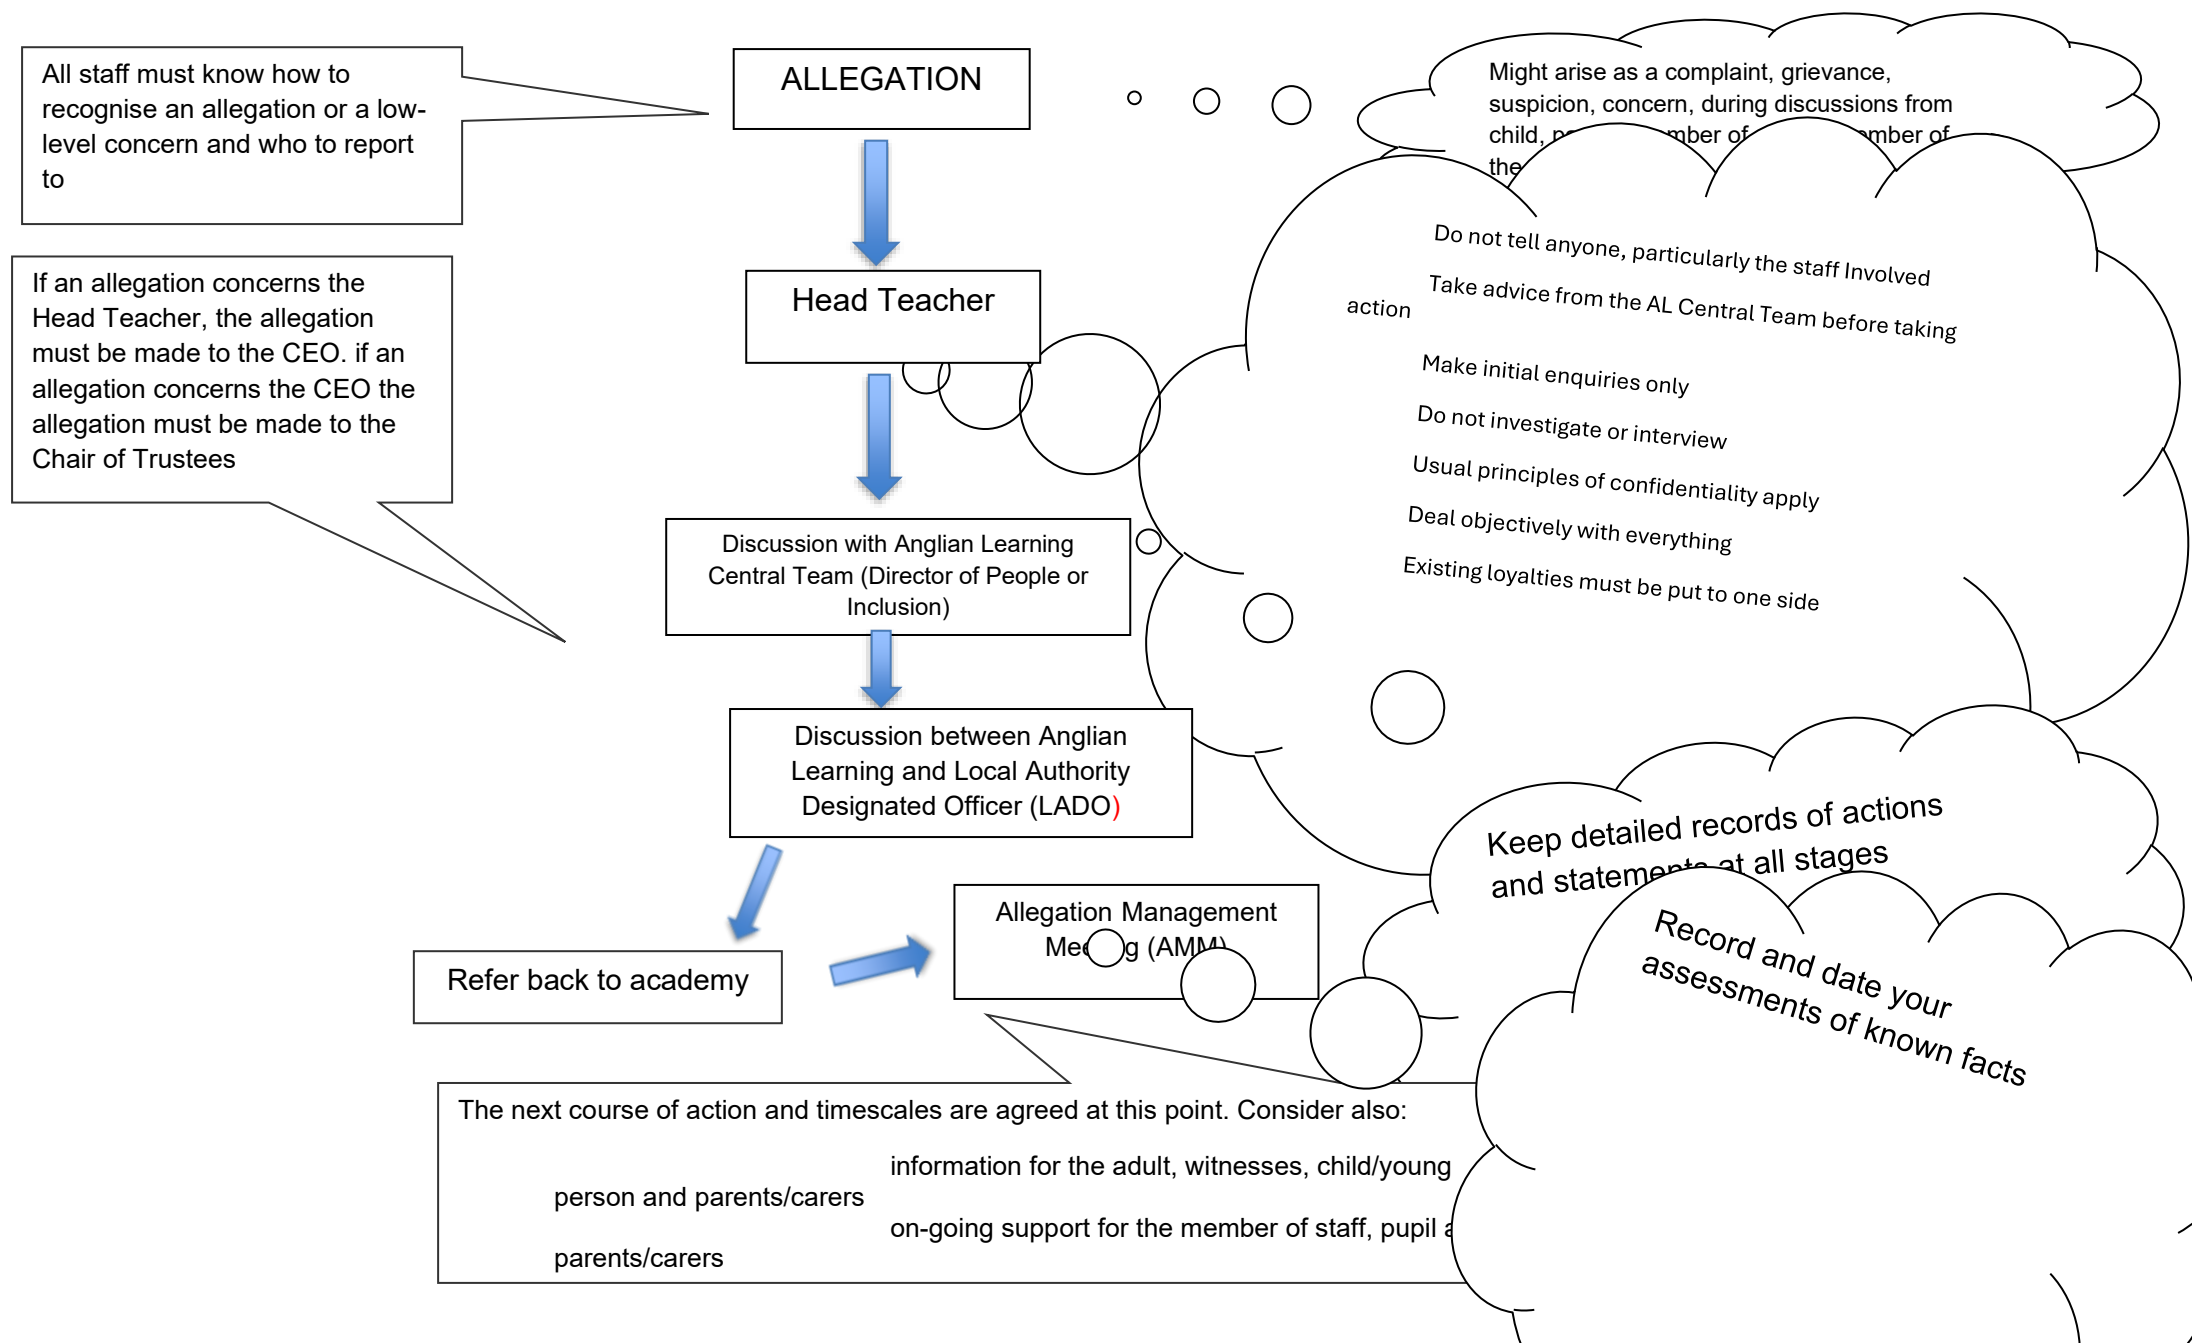 All staff must know how to
recognise an allegation or a low-
level concern and who to report
to
ALLEGATION
Might arise as a complaint, grievance,
suspicion, concern, during discussions from
child, of
the
If an allegation concerns the
Head Teacher, the allegation
must be made to the CEO. if an
allegation concerns the CEO the
allegation must be made to the
Chair of Trustees
Head Teacher
Do not tell anyone, particularly the staff Involved
Take advice from the AL Central Team before taking
action
Make initial enquiries only
Do not investigate or interview
Usual principles of confidentiality apply
Deal objectively with everything
Existing loyalties must be put to one side
Discussion with Anglian Learning
Central Team (Director of People or
Inclusion)
Discussion between Anglian
Learning and Local Authority
Designated Officer (LADO)
Keep detailed records of actions
and statements at all stages
Record and date your
assessments of known facts
Refer back to academy
Allegation Management
Meeting (AMM)
The next course of action and timescales are agreed at this point. Consider also:
information for the adult, witnesses, child/young
person and parents/carers
on-going support for the member of staff, pupil
parents/carers